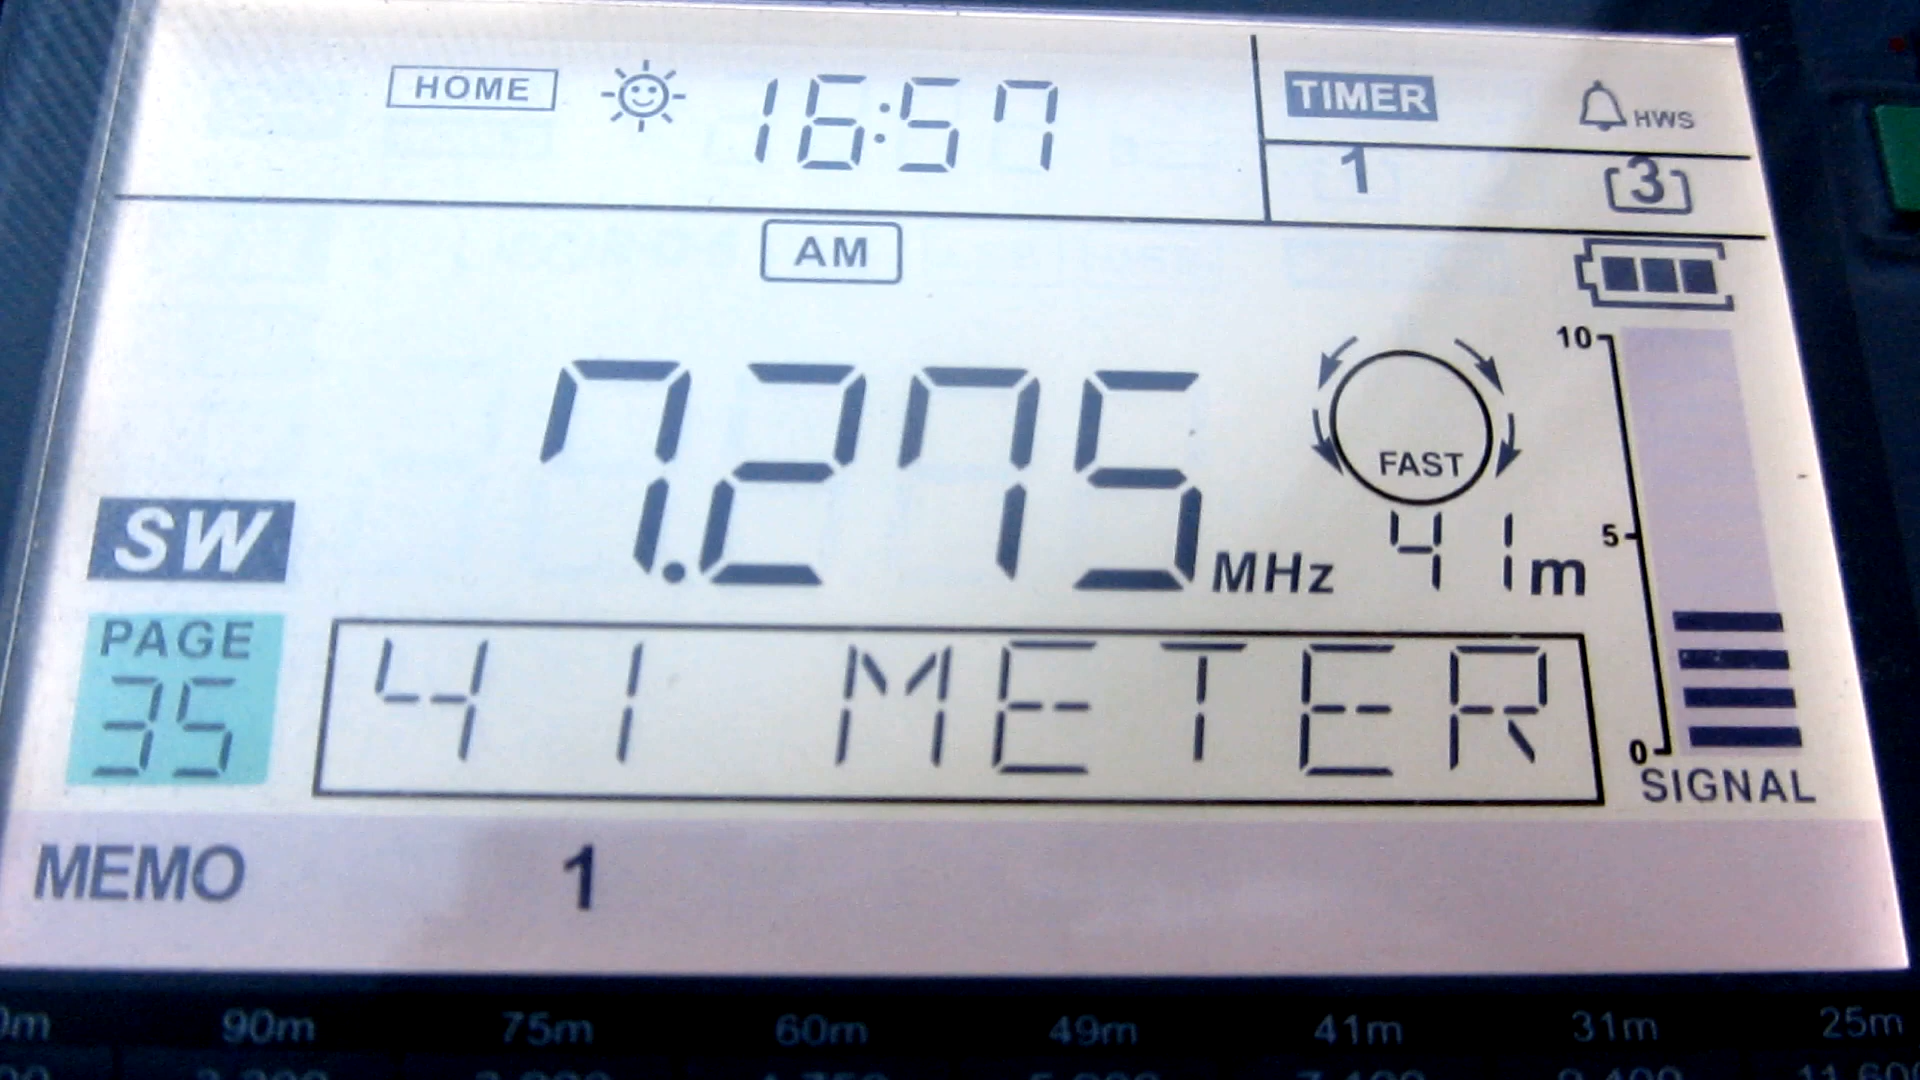 HOME 16:57 TIMER HWS
1 3
AM
10
7.275 MHz FAST
SW 41m 5
PAGE
35 41 METER
0
SIGNAL
MEMO 1
90m 75m 60m 49m 41m 31m 25m